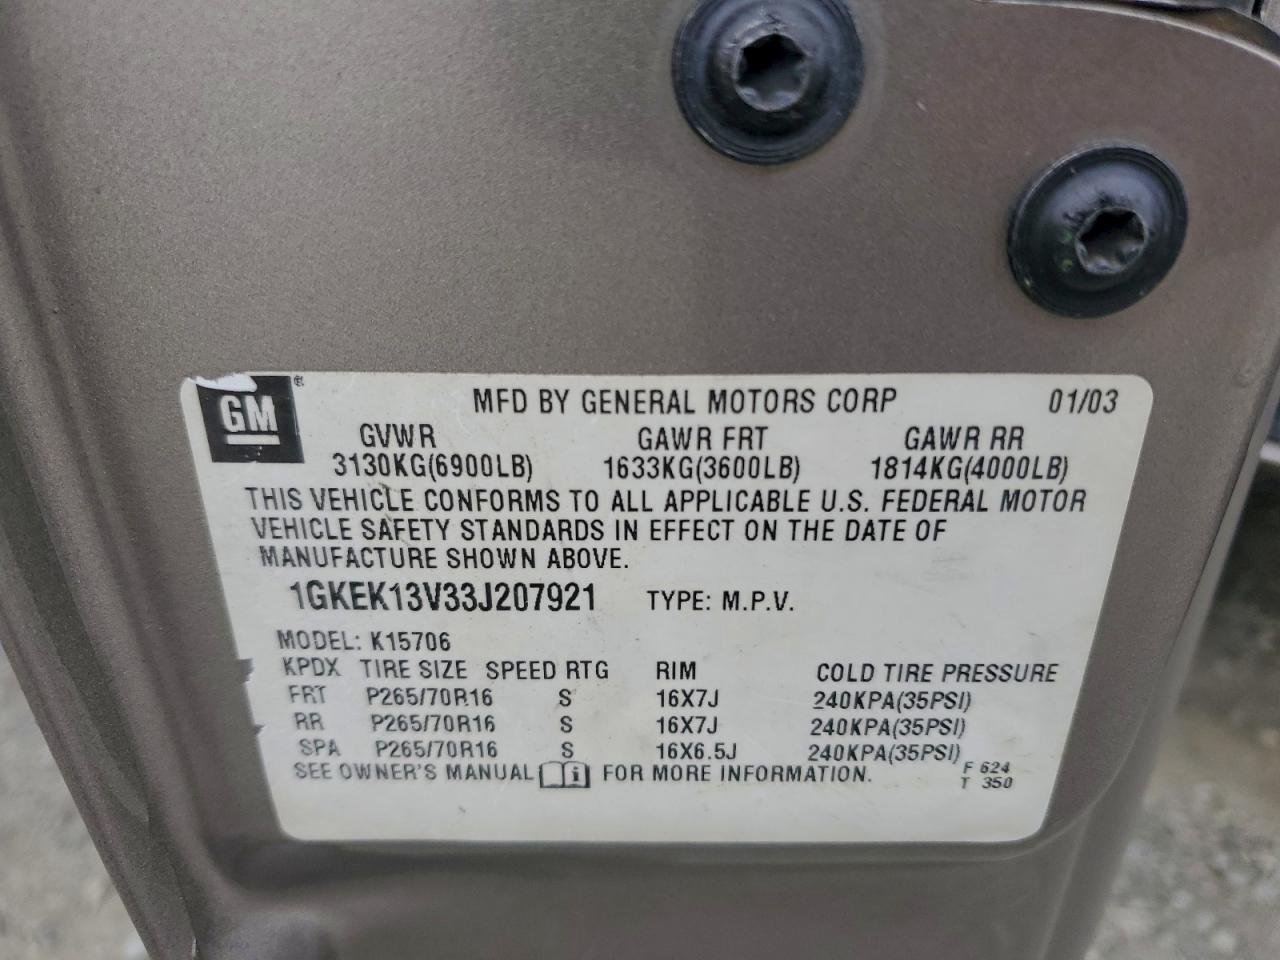 GM ®
MFD BY GENERAL MOTORS CORP 01/03
GVWR GAWR FRT GAWR RR
3130KG(6900LB) 1633KG(3600LB) 1814KG(4000LB)
THIS VEHICLE CONFORMS TO ALL APPLICABLE U.S. FEDERAL MOTOR
VEHICLE SAFETY STANDARDS IN EFFECT ON THE DATE OF
MANUFACTURE SHOWN ABOVE.
1GKEK13V33J207921 TYPE: M.P.V.
MODEL: K15706
KPDX TIRE SIZE SPEED RTG RIM COLD TIRE PRESSURE
FRT P265/70R16 S 16X7J 240KPA(35PSI)
RR P265/70R16 S 16X7J 240KPA(35PSI)
SPA P265/70R16 S 16X6.5J 240KPA(35PSI)
SEE OWNER'S MANUAL i FOR MORE INFORMATION. F 624
T 350